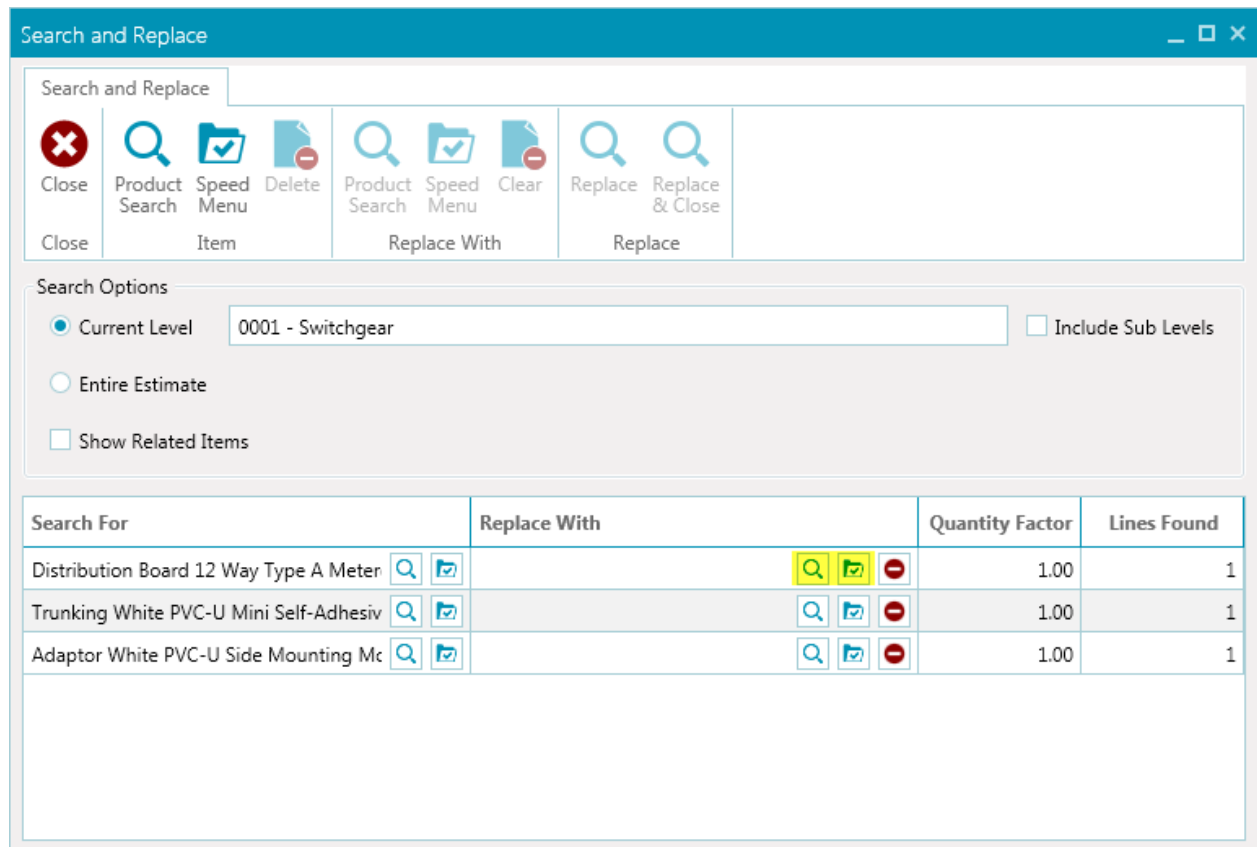 Search and Replace
Search and Replace
Close
Product Search
Speed Menu
Delete
Product Search
Speed Menu
Clear
Replace
Replace & Close
Close
Item
Replace With
Replace
Search Options
Current Level
0001 - Switchgear
Include Sub Levels
Entire Estimate
Show Related Items
Search For Replace With Quantity Factor Lines Found
Distribution Board 12 Way Type A Meter 1.00 1
Trunking White PVC-U Mini Self-Adhesiv 1.00 1
Adaptor White PVC-U Side Mounting 1.00 1